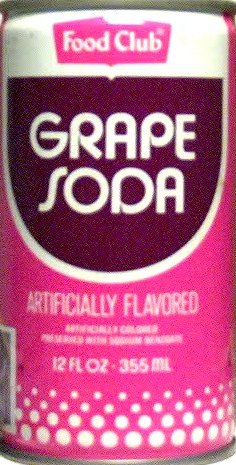 Food Club®
GRAPE
SODA
ARTIFICIALLY FLAVORED
ARTIFICIALLY COLORED
PRESERVED WITH SODIUM BENZOATE
12 FL OZ · 355 ML